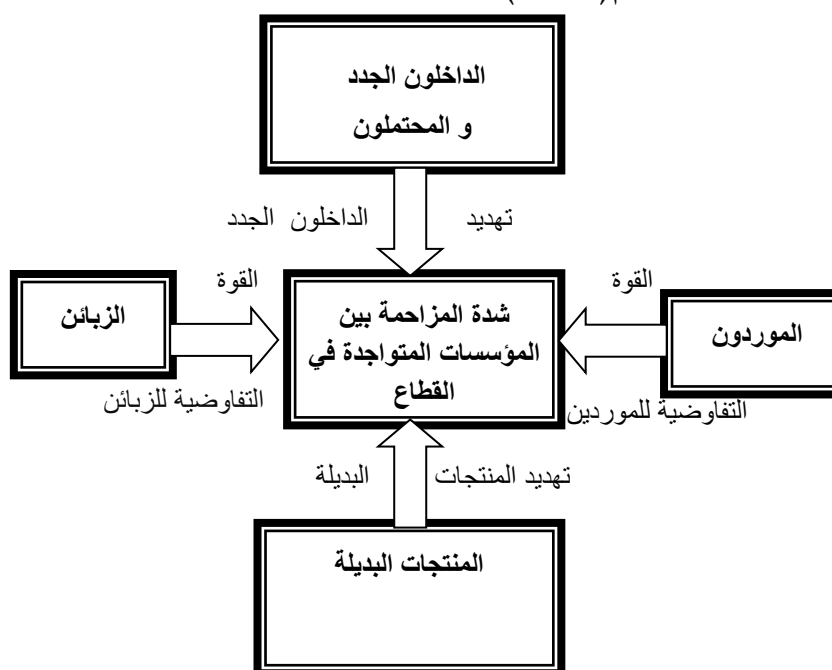 الداخلون الجدد
و المحتملون
تهديد الداخلون الجدد
القوة
الموردون
التفاوضية للموردين
شدة المزاحمة بين
المؤسسات المتواجدة في
القطاع
القوة
الزبائن
التفاوضية للزبائن
تهديد المنتجات البديلة
المنتجات البديلة